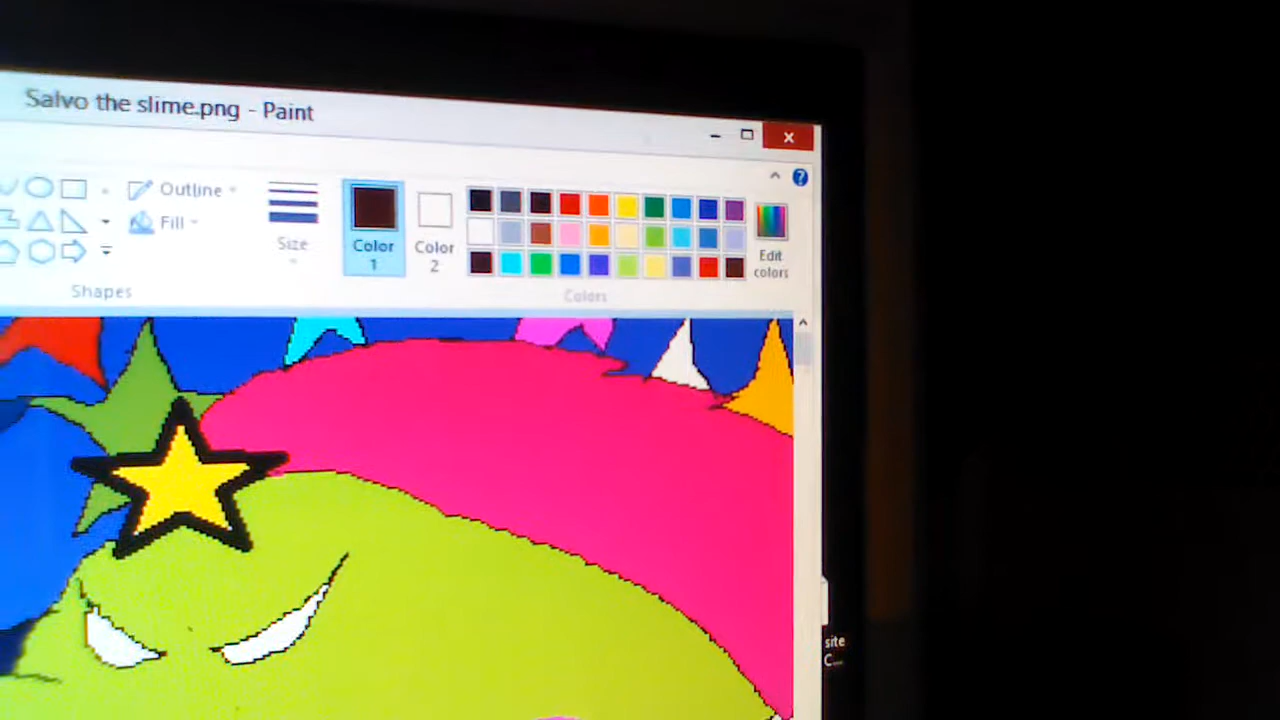 Salvo the slime.png - Paint
Outline
Fill
Size
Color 1
Color 2
Edit colors
Shapes
Colors
site
C...